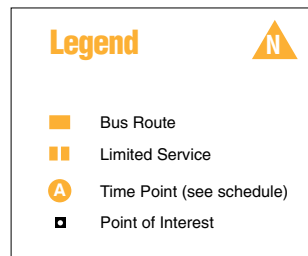 Legend
N
Bus Route
Limited Service
A Time Point (see schedule)
Point of Interest